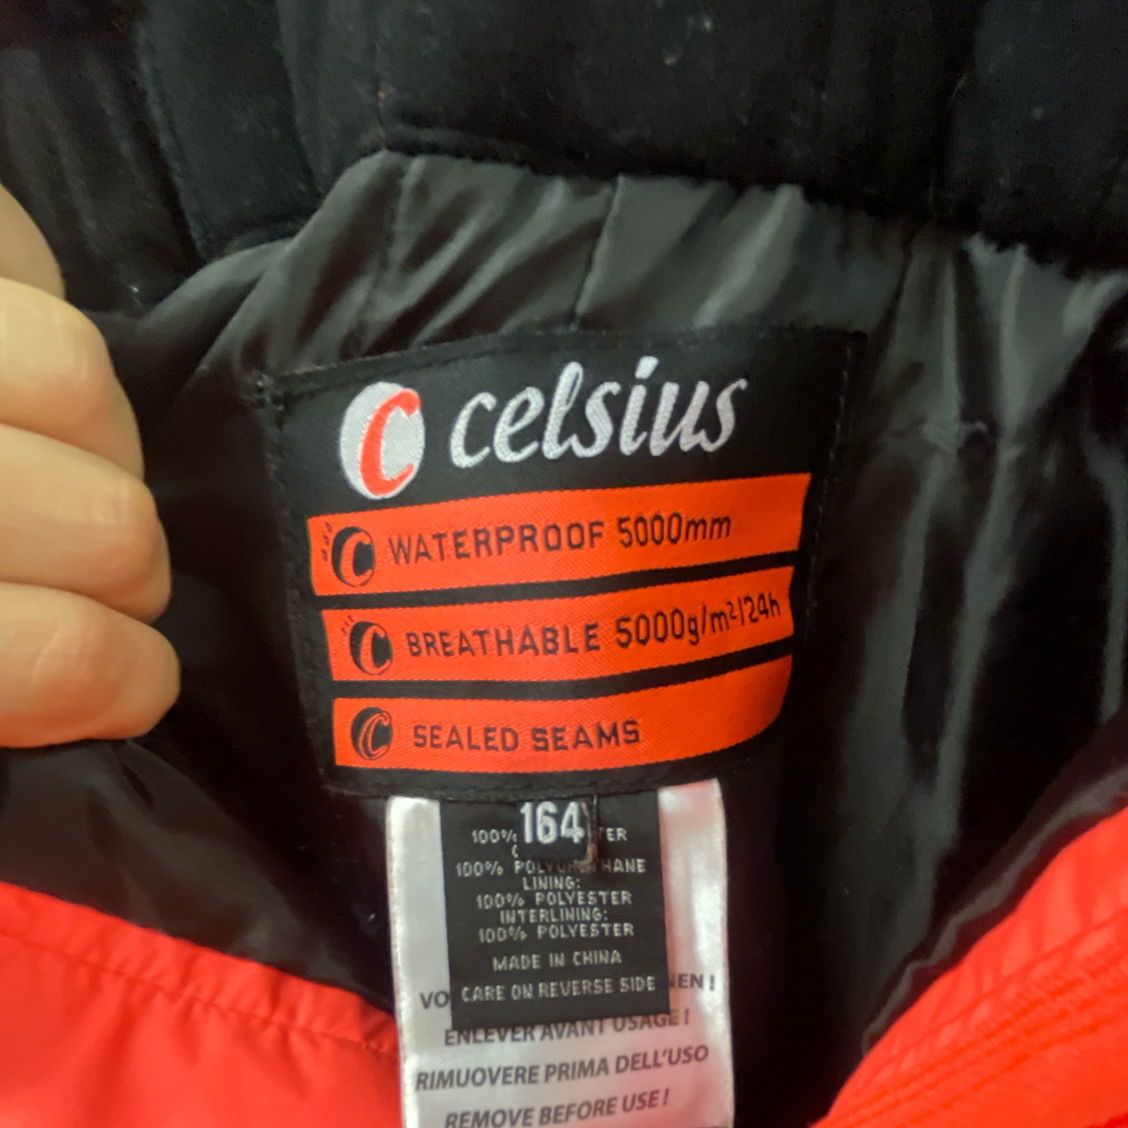 C celsius
C WATERPROOF 5000mm
C BREATHABLE 5000g/m²/24h
C SEALED SEAMS
164
100%
100%
LINING:
100% POLYESTER
INTERLINING:
100% POLYESTER
MADE IN CHINA
CARE ON REVERSE SIDE
ENLEVER AVANT USAGE !
RIMUOVERE PRIMA DELL'USO
REMOVE BEFORE USE !